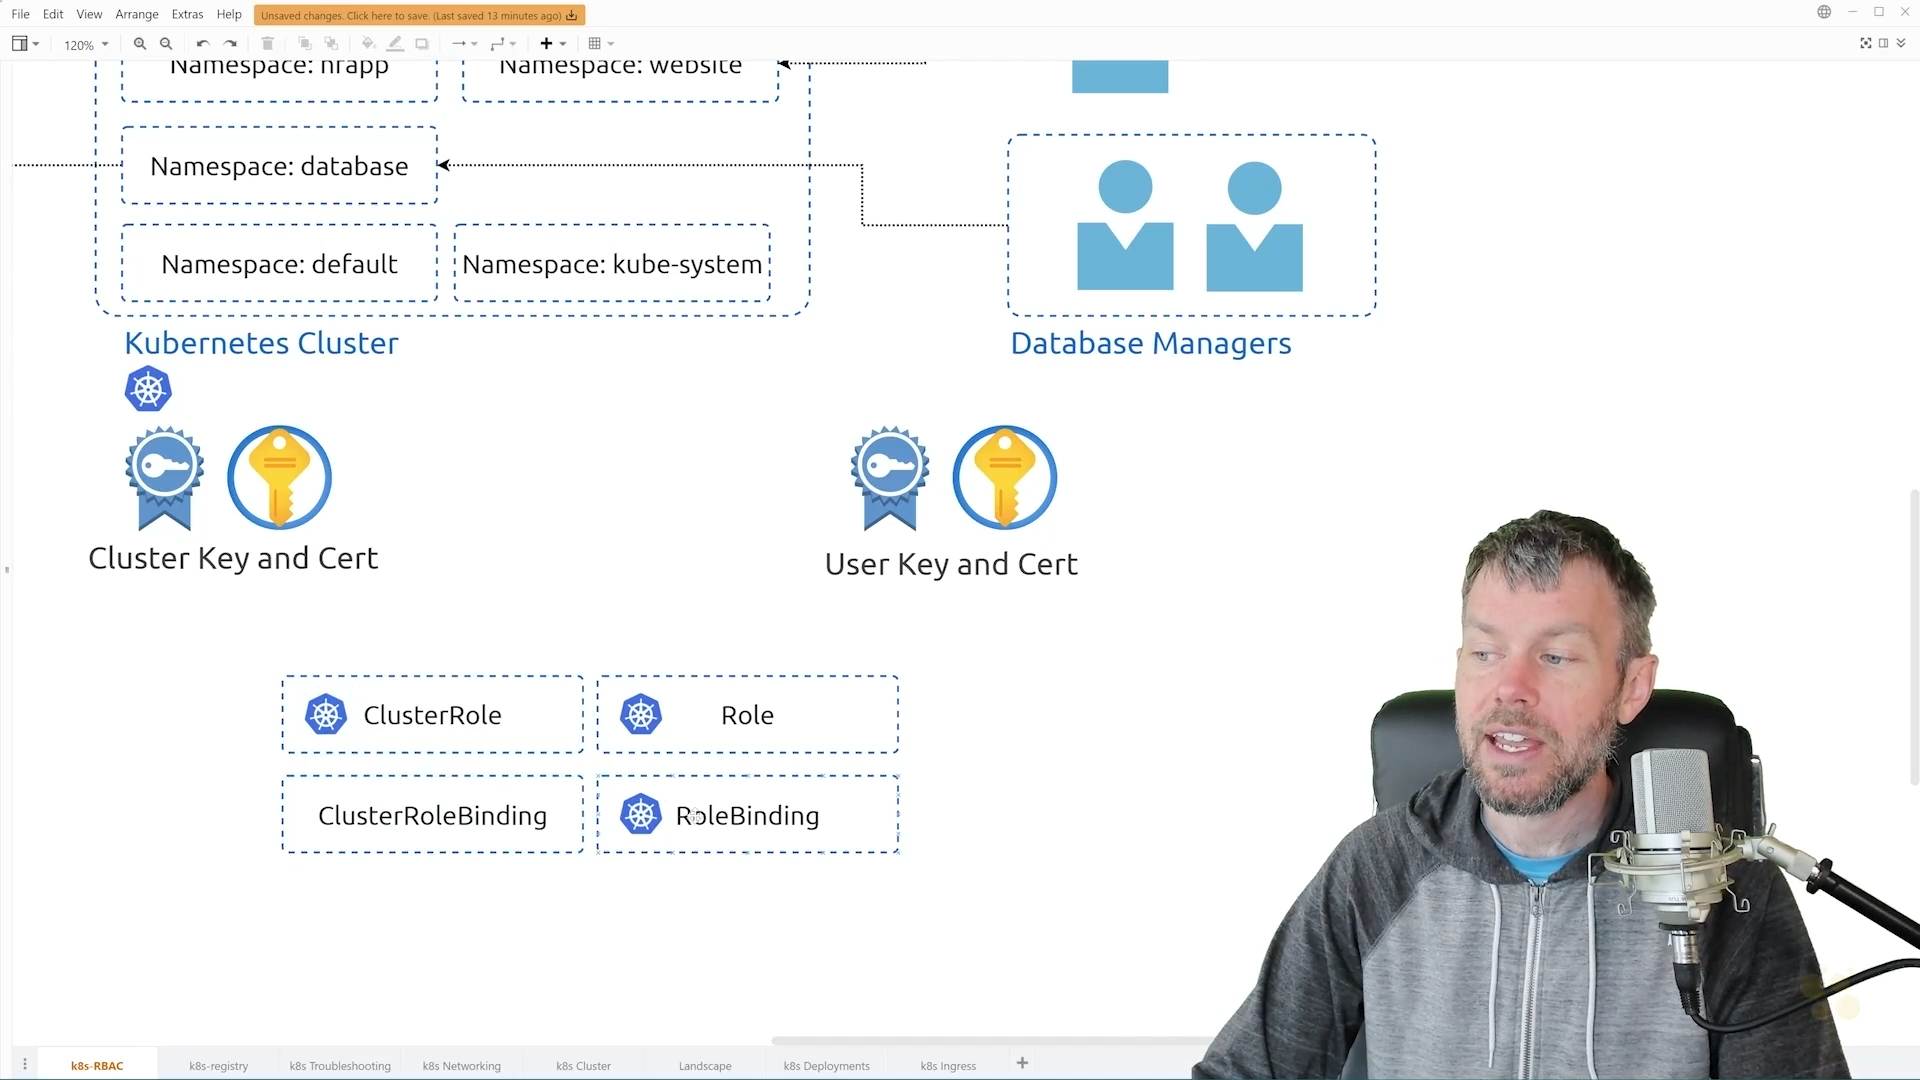 File Edit View Arrange Extras Help Unsaved changes. Click here to save. (Last saved 13 minutes ago)
120%
Namespace: nrapp Namespace: website
Namespace: database
Namespace: default Namespace: kube-system
Kubernetes Cluster Database Managers
Cluster Key and Cert User Key and Cert
ClusterRole Role
ClusterRoleBinding RoleBinding
k8s-RBAC k8s-registry k8s Troubleshooting k8s Networking k8s Cluster Landscape k8s Deployments k8s Ingress